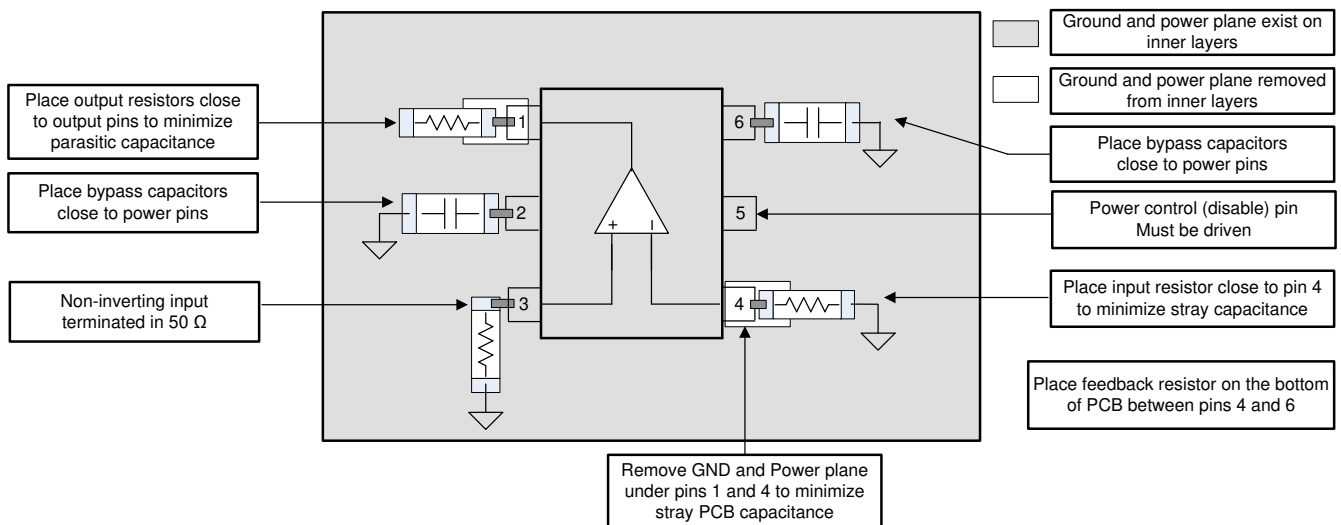 Ground and power plane exist on
inner layers
Ground and power plane removed
from inner layers
Place output resistors close
to output pins to minimize
parasitic capacitance
1
6
Place bypass capacitors
close to power pins
Place bypass capacitors
close to power pins
2
5
Power control (disable) pin
Must be driven
+
–
Non-inverting input
terminated in 50 Ω
3
4
Place input resistor close to pin 4
to minimize stray capacitance
Place feedback resistor on the bottom
of PCB between pins 4 and 6
Remove GND and Power plane
under pins 1 and 4 to minimize
stray PCB capacitance